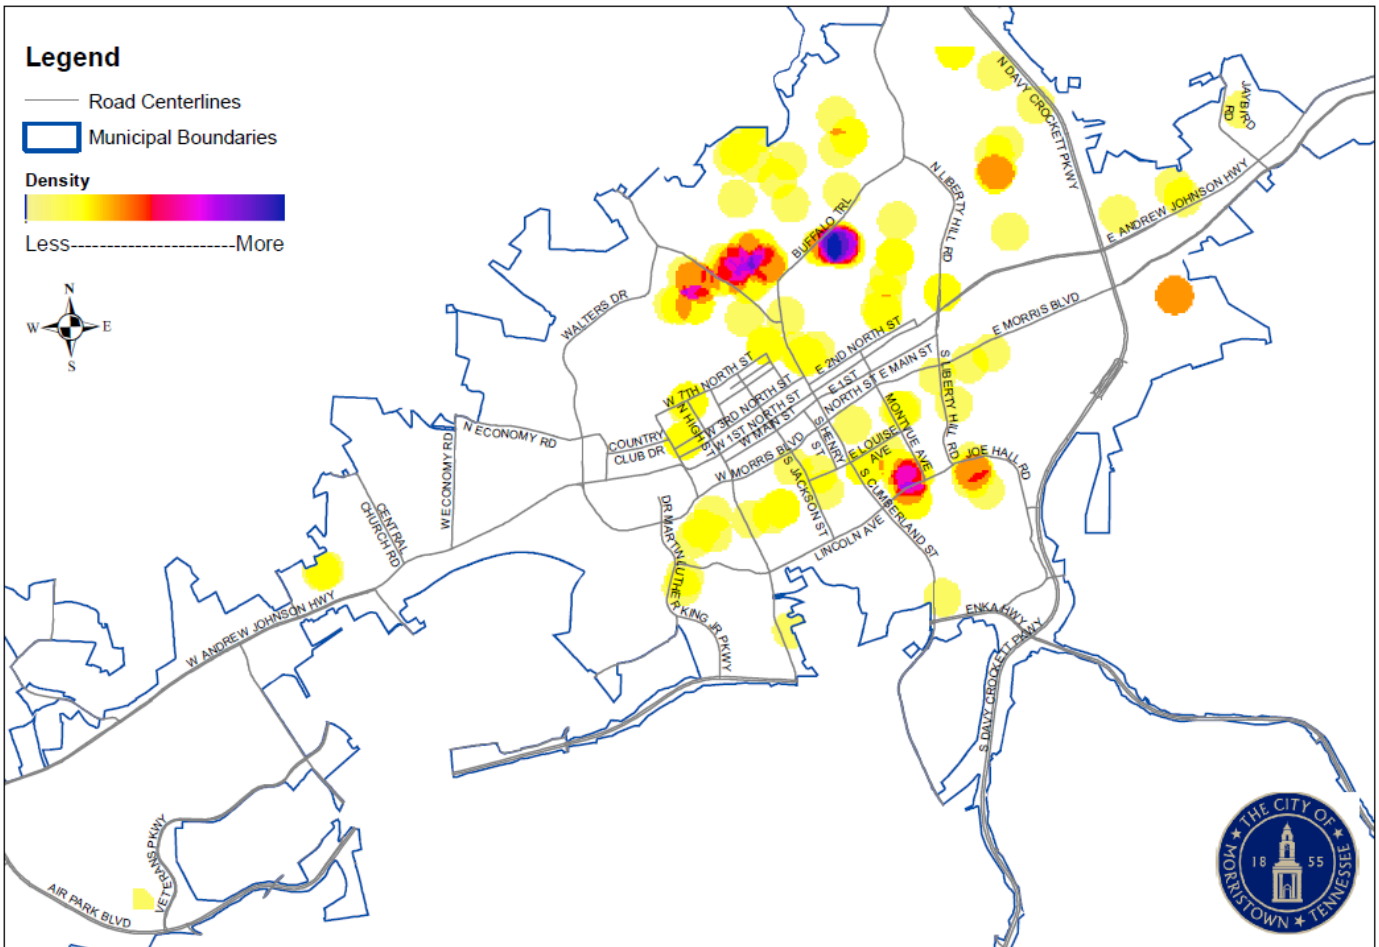 Legend
Road Centerlines
Municipal Boundaries
Density
Less-----------------------More
N
W
E
S
N DAVY CROCKETT PKWY
JAYBIRD
RD
N LIBERTY HILL RD
E ANDREW JOHNSON HWY
BUFFALO TRL
WALTERS DR
E MORRIS BLVD
E 2ND NORTH ST
E MAIN ST
E 1ST
NORTH ST
W 7TH NORTH ST
W 3RD NORTH ST
W 1ST NORTH ST
W MAIN ST
N HIGH ST
S LIBERTY HILL RD
MONTVUE AVE
S HENRY
ST
E LOUISE
AVE
JOE HALL RD
N ECONOMY RD
COUNTRY
CLUB DR
W ECONOMY RD
W MORRIS BLVD
S JACKSON ST
S CUMBERLAND ST
LINCOLN AVE
CENTRAL
CHURCH RD
DR MARTIN LUTHER KING JR PKWY
W ANDREW JOHNSON HWY
ENKA HWY
S DAVY CROCKETT PKWY
VETERANS PKWY
AIR PARK BLVD
THE CITY OF
18 55
MORRISTOWN ★ TENNESSEE